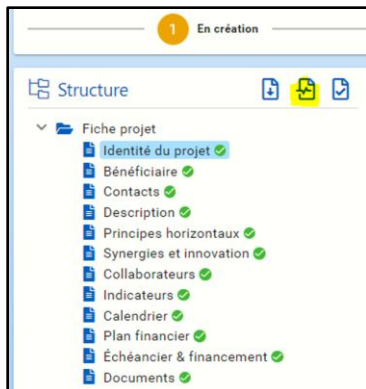 1 En création
Structure
Fiche projet
Identité du projet
Bénéficiaire
Contacts
Description
Principes horizontaux
Synergies et innovation
Collaborateurs
Indicateurs
Calendrier
Plan financier
Échéancier & financement
Documents